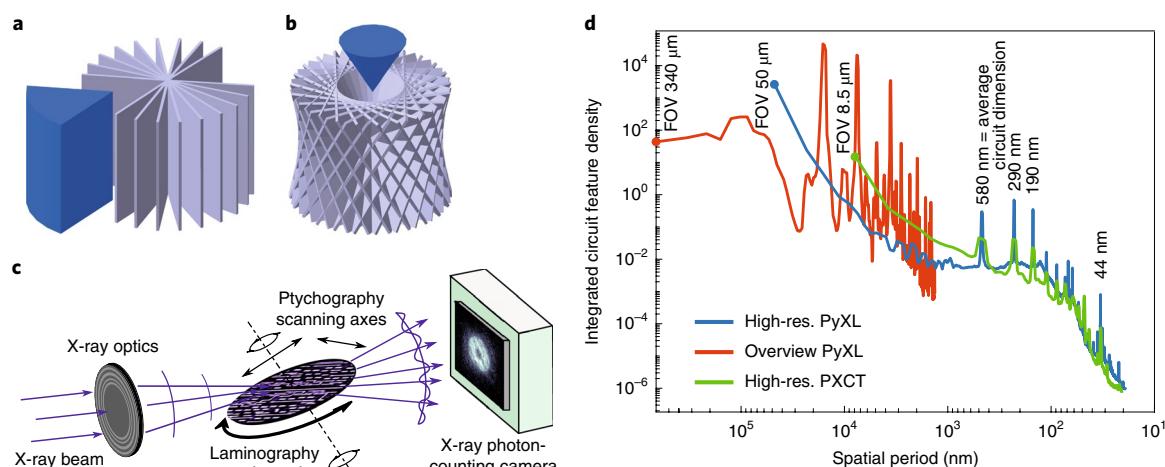 a
b
c
X-ray optics
X-ray beam
Ptychography
scanning axes
Laminography
X-ray photon-
counting camera
d
Integrated circuit feature density
10⁴
10²
10⁰
10⁻²
10⁻⁴
10⁻⁶
FOV 340 μm
FOV 50 μm
FOV 8.5 μm
580 nm = average
circuit dimension
290 nm
190 nm
44 nm
High-res. PyXL
Overview PyXL
High-res. PXCT
10⁵
10⁴
10³
10²
10¹
Spatial period (nm)